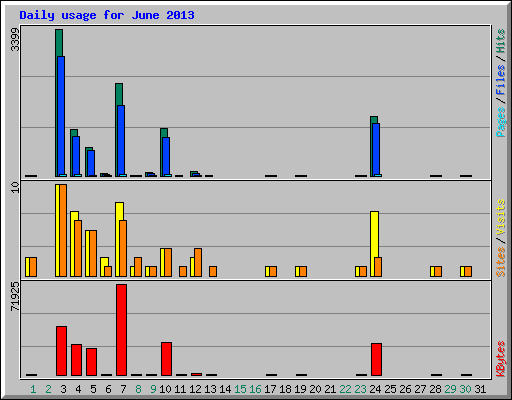 Daily usage for June 2013
3399
Pages/Files/Hits
10
Sites/Visits
71925
KBytes
1 2 3 4 5 6 7 8 9 10 11 12 13 14 15 16 17 18 19 20 21 22 23 24 25 26 27 28 29 30 31